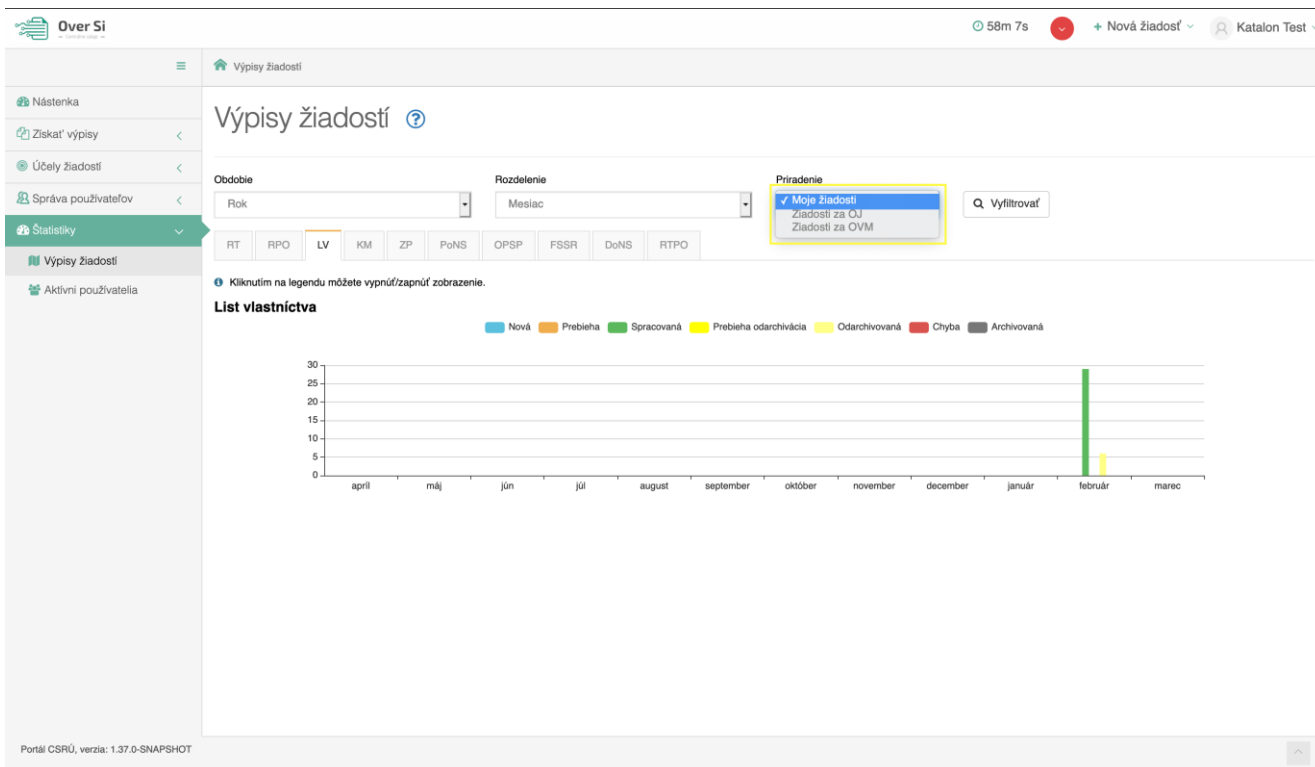 Over Si
58m 7s
+ Nová žiadosť
Katalon Test
Výpisy žiadostí
Nástenka
Získať výpisy
Účely žiadostí
Správa používateľov
Štatistiky
Výpisy žiadostí
Aktívni používatelia
Výpisy žiadostí ?
Obdobie Rozdelenie Priradenie
Rok Mesiac ✓ Moje žiadosti
Ziadosti za OJ
Ziadosti za OVM
Vyfiltrovať
RT RPO LV KM ZP PoNS OPSP FSSR DoNS RTPO
Kliknutím na legendu môžete vypnúť/zapnúť zobrazenie.
List vlastníctva
Nová Prebieha Spracovaná Prebieha odarchivácia Odarchivovaná Chyba Archivovaná
30
25
20
15
10
5
0
apríl máj jún júl august september október november december január február marec
Portál CSRÚ, verzia: 1.37.0-SNAPSHOT